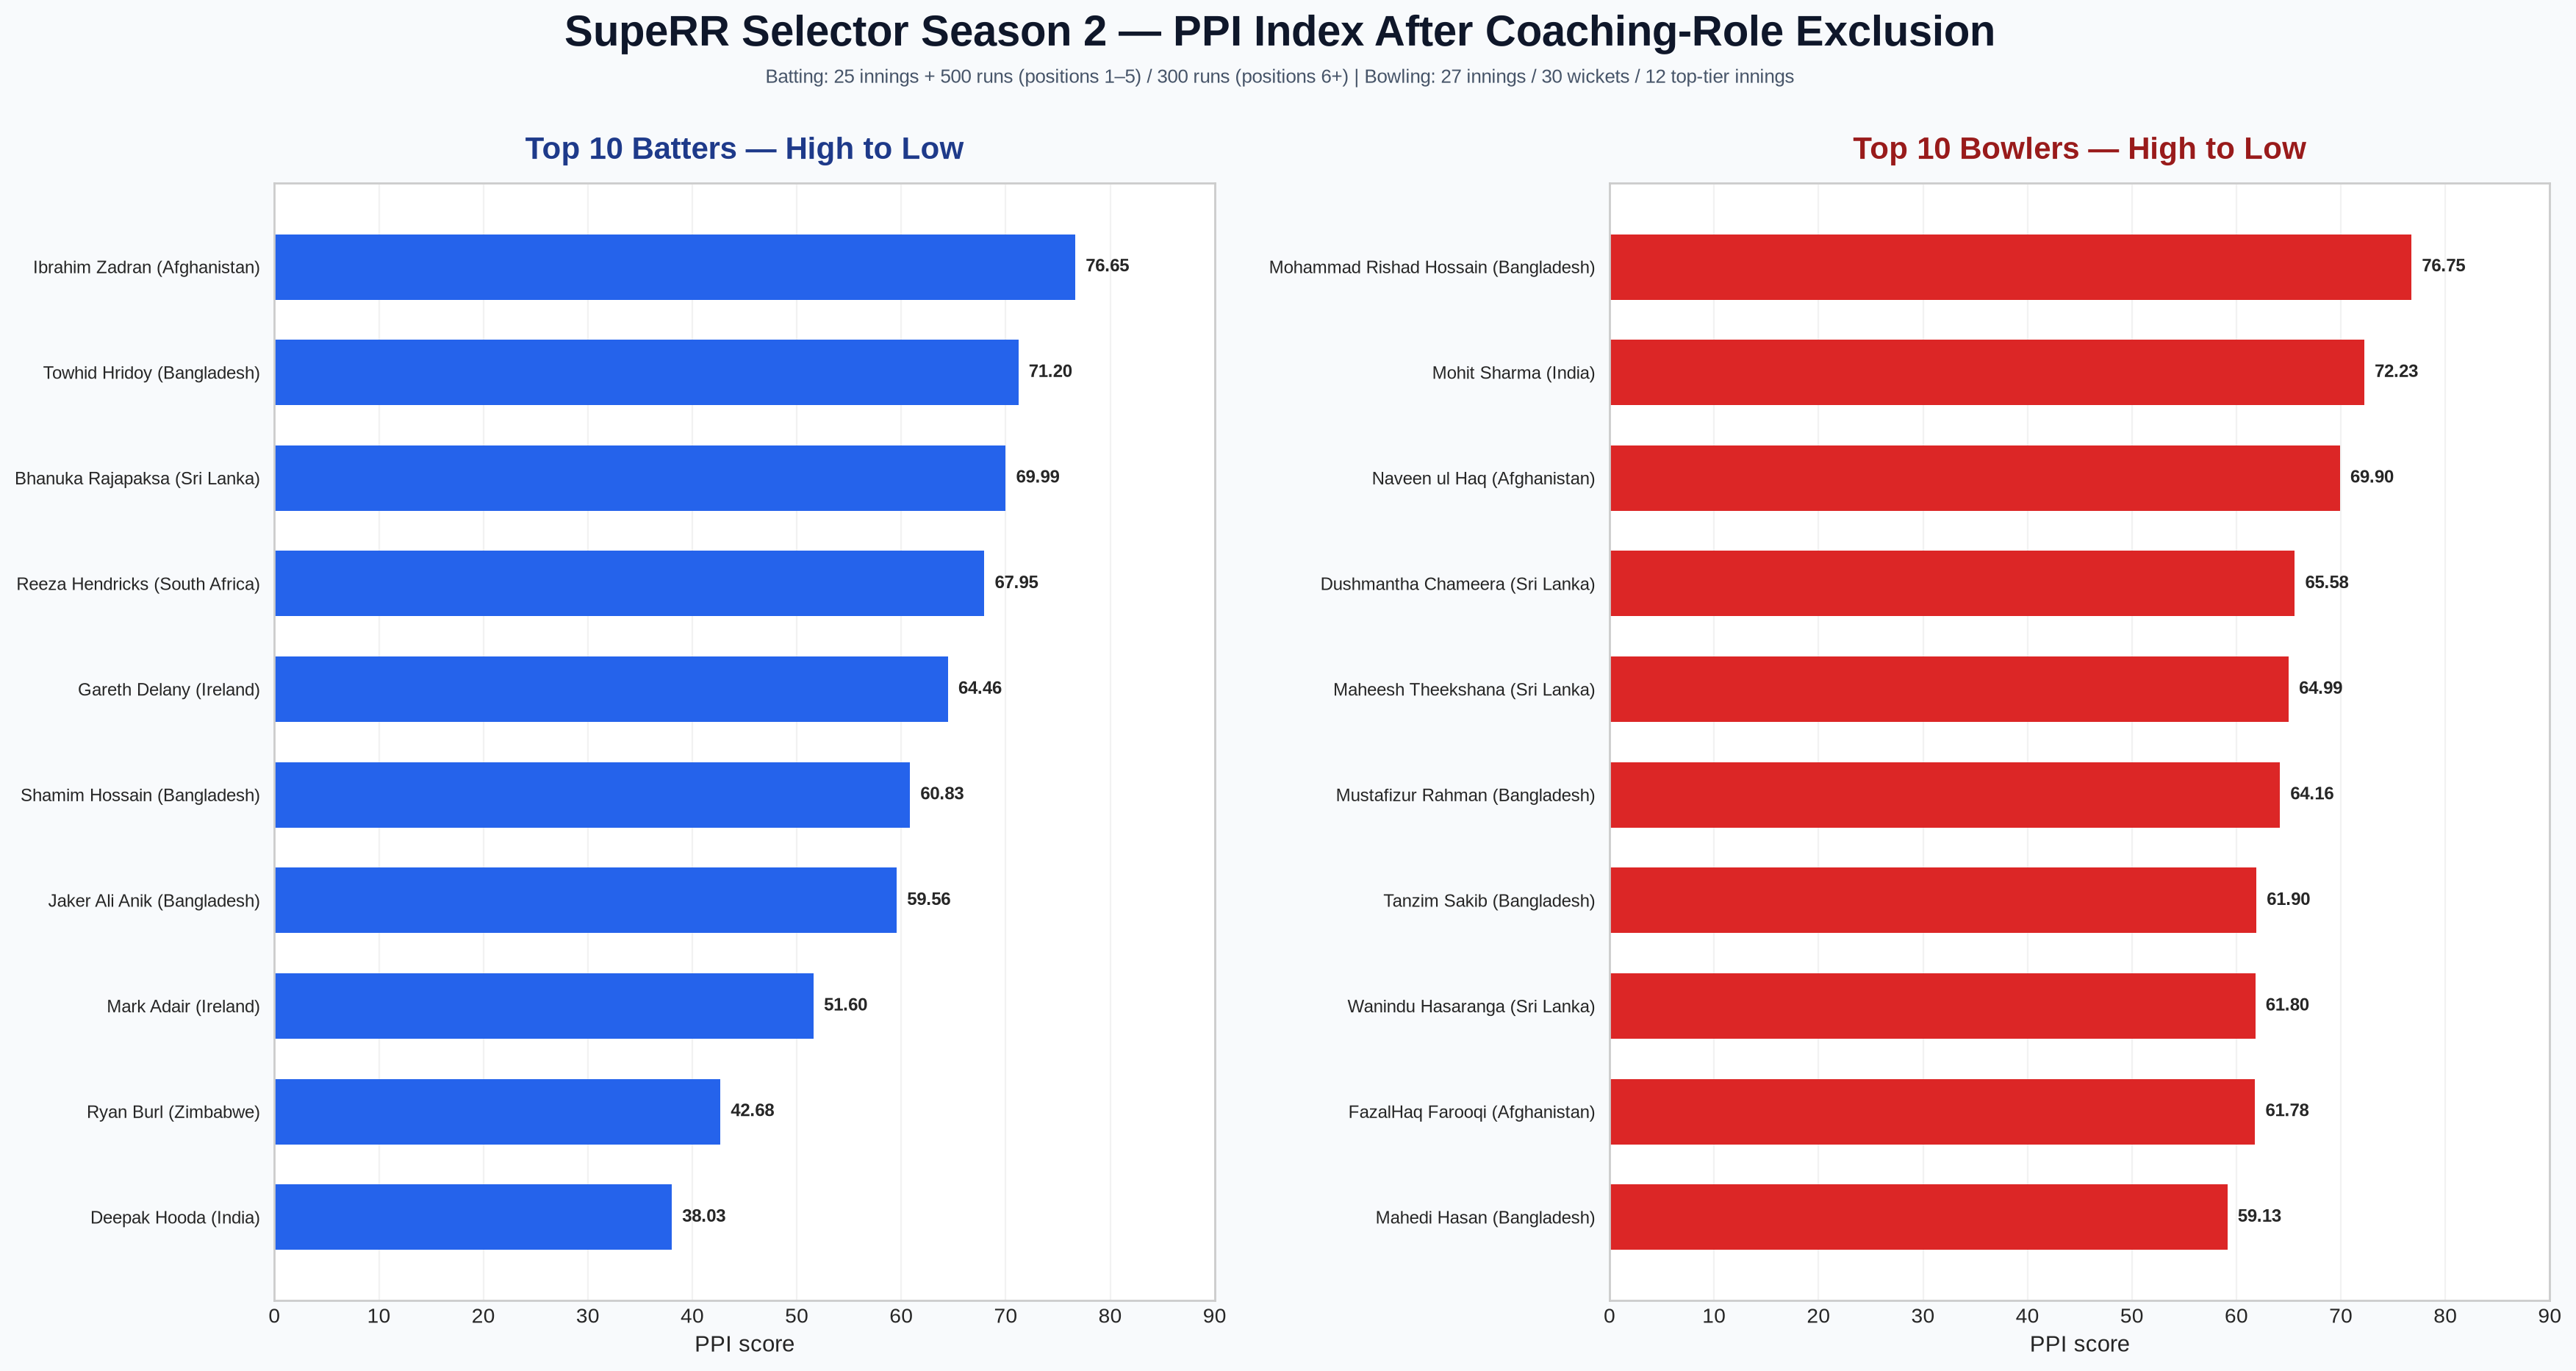 SupeRR Selector Season 2 — PPI Index After Coaching-Role Exclusion
Batting: 25 innings + 500 runs (positions 1–5) / 300 runs (positions 6+) | Bowling: 27 innings / 30 wickets / 12 top-tier innings
Top 10 Batters — High to Low
Ibrahim Zadran (Afghanistan) 76.65
Towhid Hridoy (Bangladesh) 71.20
Bhanuka Rajapaksa (Sri Lanka) 69.99
Reeza Hendricks (South Africa) 67.95
Gareth Delany (Ireland) 64.46
Shamim Hossain (Bangladesh) 60.83
Jaker Ali Anik (Bangladesh) 59.56
Mark Adair (Ireland) 51.60
Ryan Burl (Zimbabwe) 42.68
Deepak Hooda (India) 38.03
0 10 20 30 40 50 60 70 80 90
PPI score
Top 10 Bowlers — High to Low
Mohammad Rishad Hossain (Bangladesh) 76.75
Mohit Sharma (India) 72.23
Naveen ul Haq (Afghanistan) 69.90
Dushmantha Chameera (Sri Lanka) 65.58
Maheesh Theekshana (Sri Lanka) 64.99
Mustafizur Rahman (Bangladesh) 64.16
Tanzim Sakib (Bangladesh) 61.90
Wanindu Hasaranga (Sri Lanka) 61.80
FazalHaq Farooqi (Afghanistan) 61.78
Mahedi Hasan (Bangladesh) 59.13
0 10 20 30 40 50 60 70 80 90
PPI score